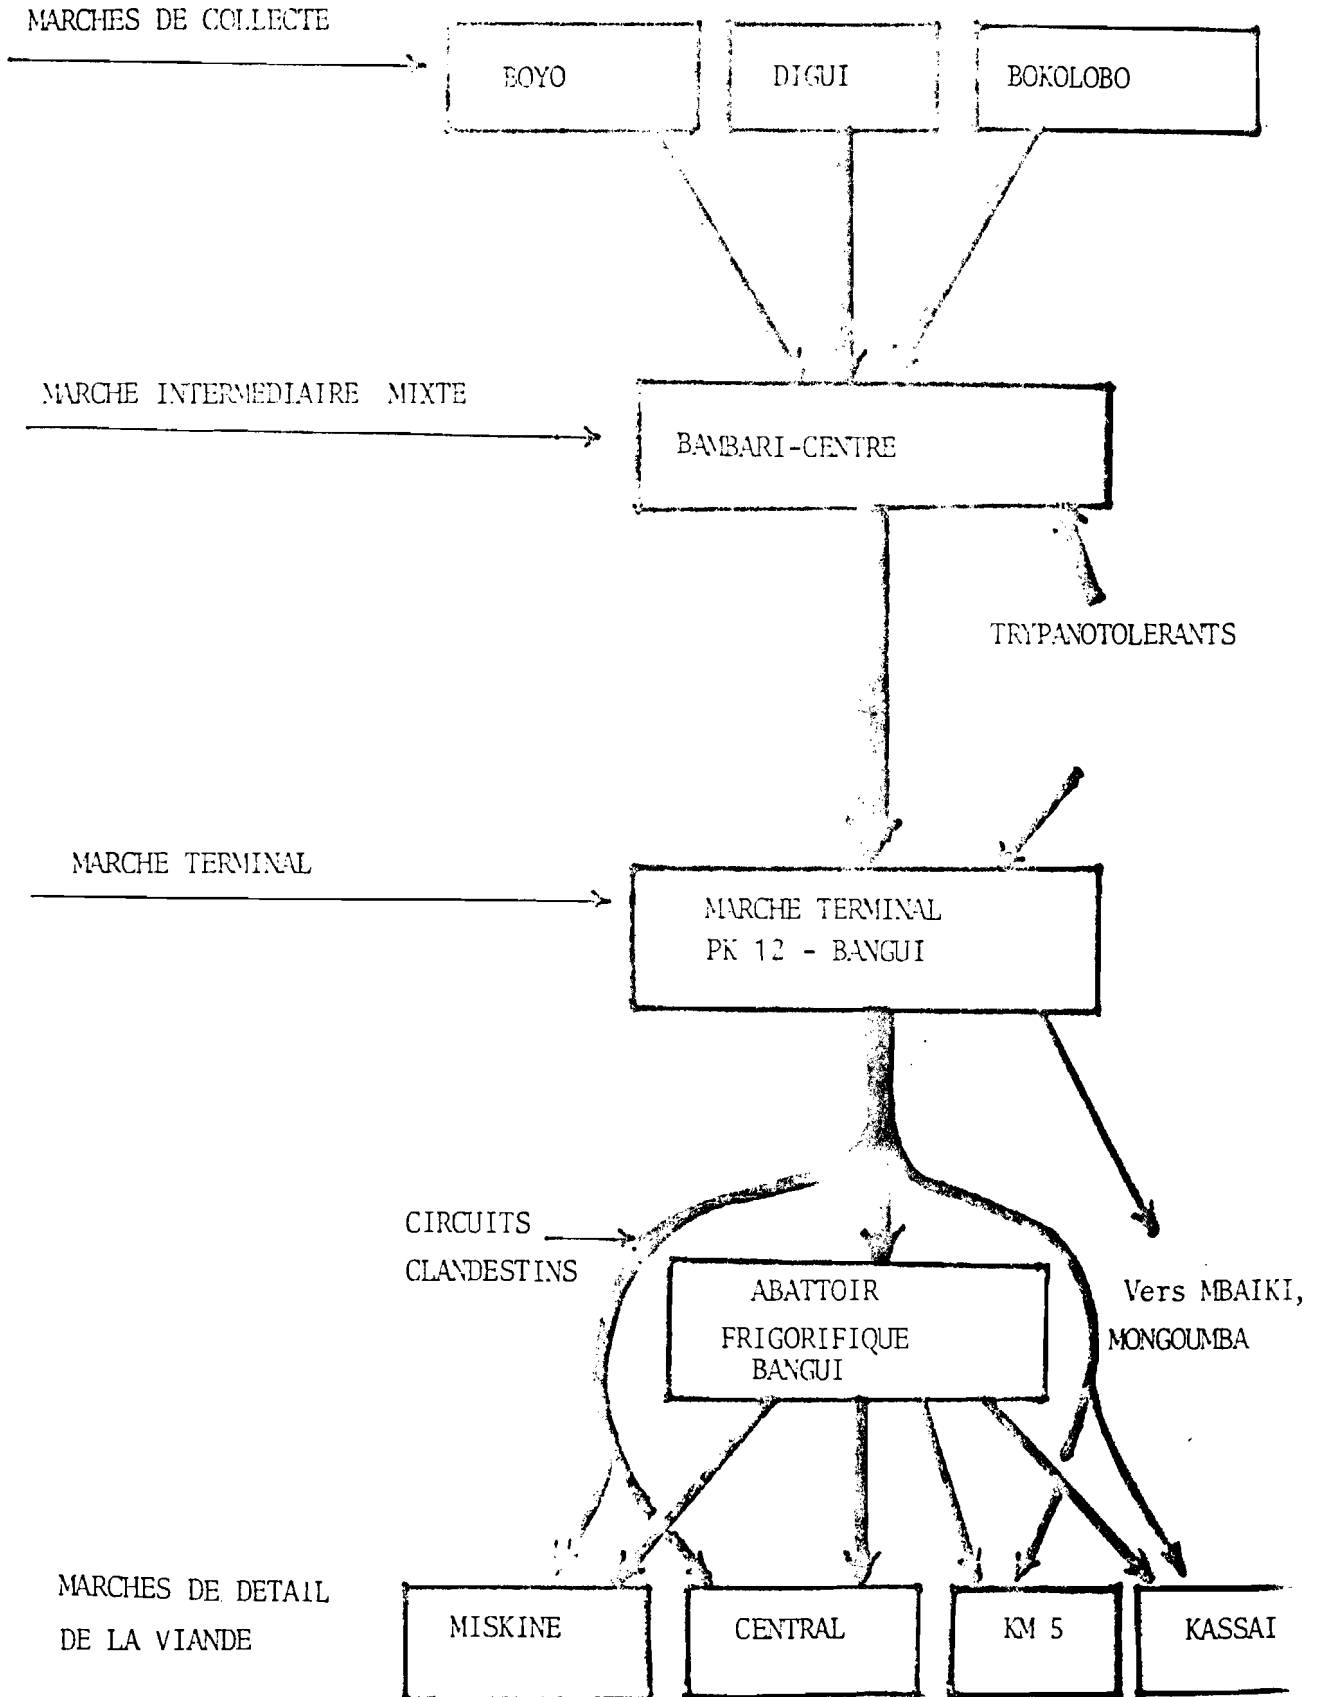 MARCHES DE COLLECTE
BOYO
DIGUI
BOKOLOBO
MARCHE INTERMEDIAIRE MIXTE
BAMBARI-CENTRE
TRYPANOTOLERANTS
MARCHE TERMINAL
MARCHE TERMINAL
PK 12 - BANGUI
CIRCUITS
CLANDESTINS
ABATTOIR
FRIGORIFIQUE
BANGUI
Vers MBAIKI,
MONGOUMBA
MARCHES DE DETAIL
DE LA VIANDE
MISKINE
CENTRAL
KM 5
KASSAI